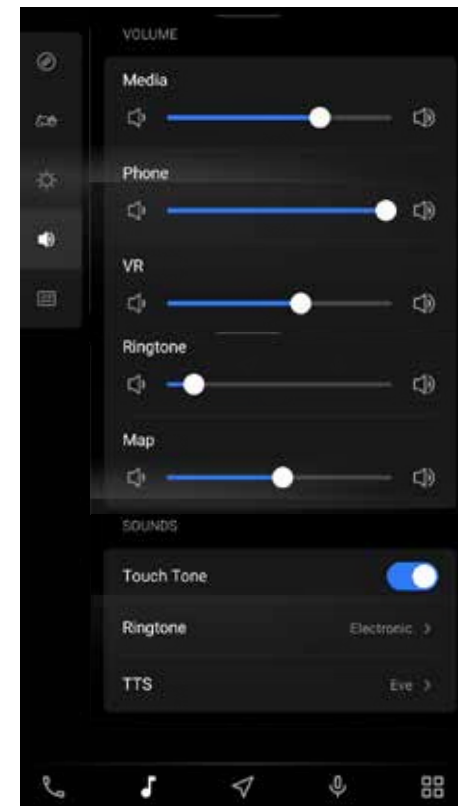 VOLUME
Media
Phone
VR
Ringtone
Map
SOUNDS
Touch Tone
Ringtone Electronic
TTS Eve